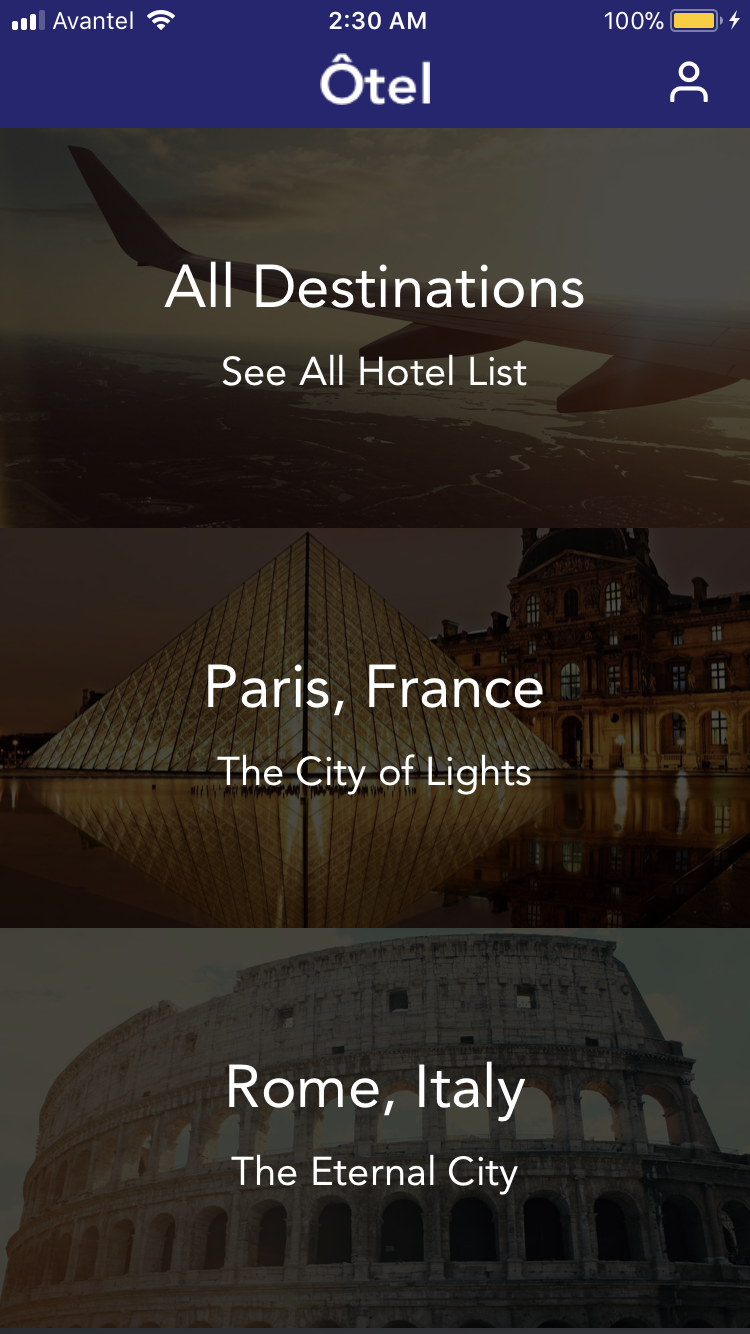 Avantel 2:30 AM 100%
Ôtel
All Destinations
See All Hotel List
Paris, France
The City of Lights
Rome, Italy
The Eternal City